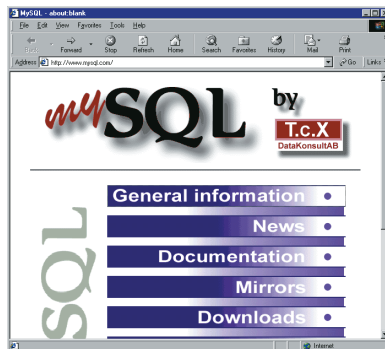 MySQL - about:blank
File Edit View Favorites Tools Help
Back Forward Stop Refresh Home Search Favorites History Mail Print
Address http://www.mysql.com/ Go Links
mySQL by
T.c.X
DataKonsultAB
General information
News
Documentation
Mirrors
Downloads
SQL
Internet